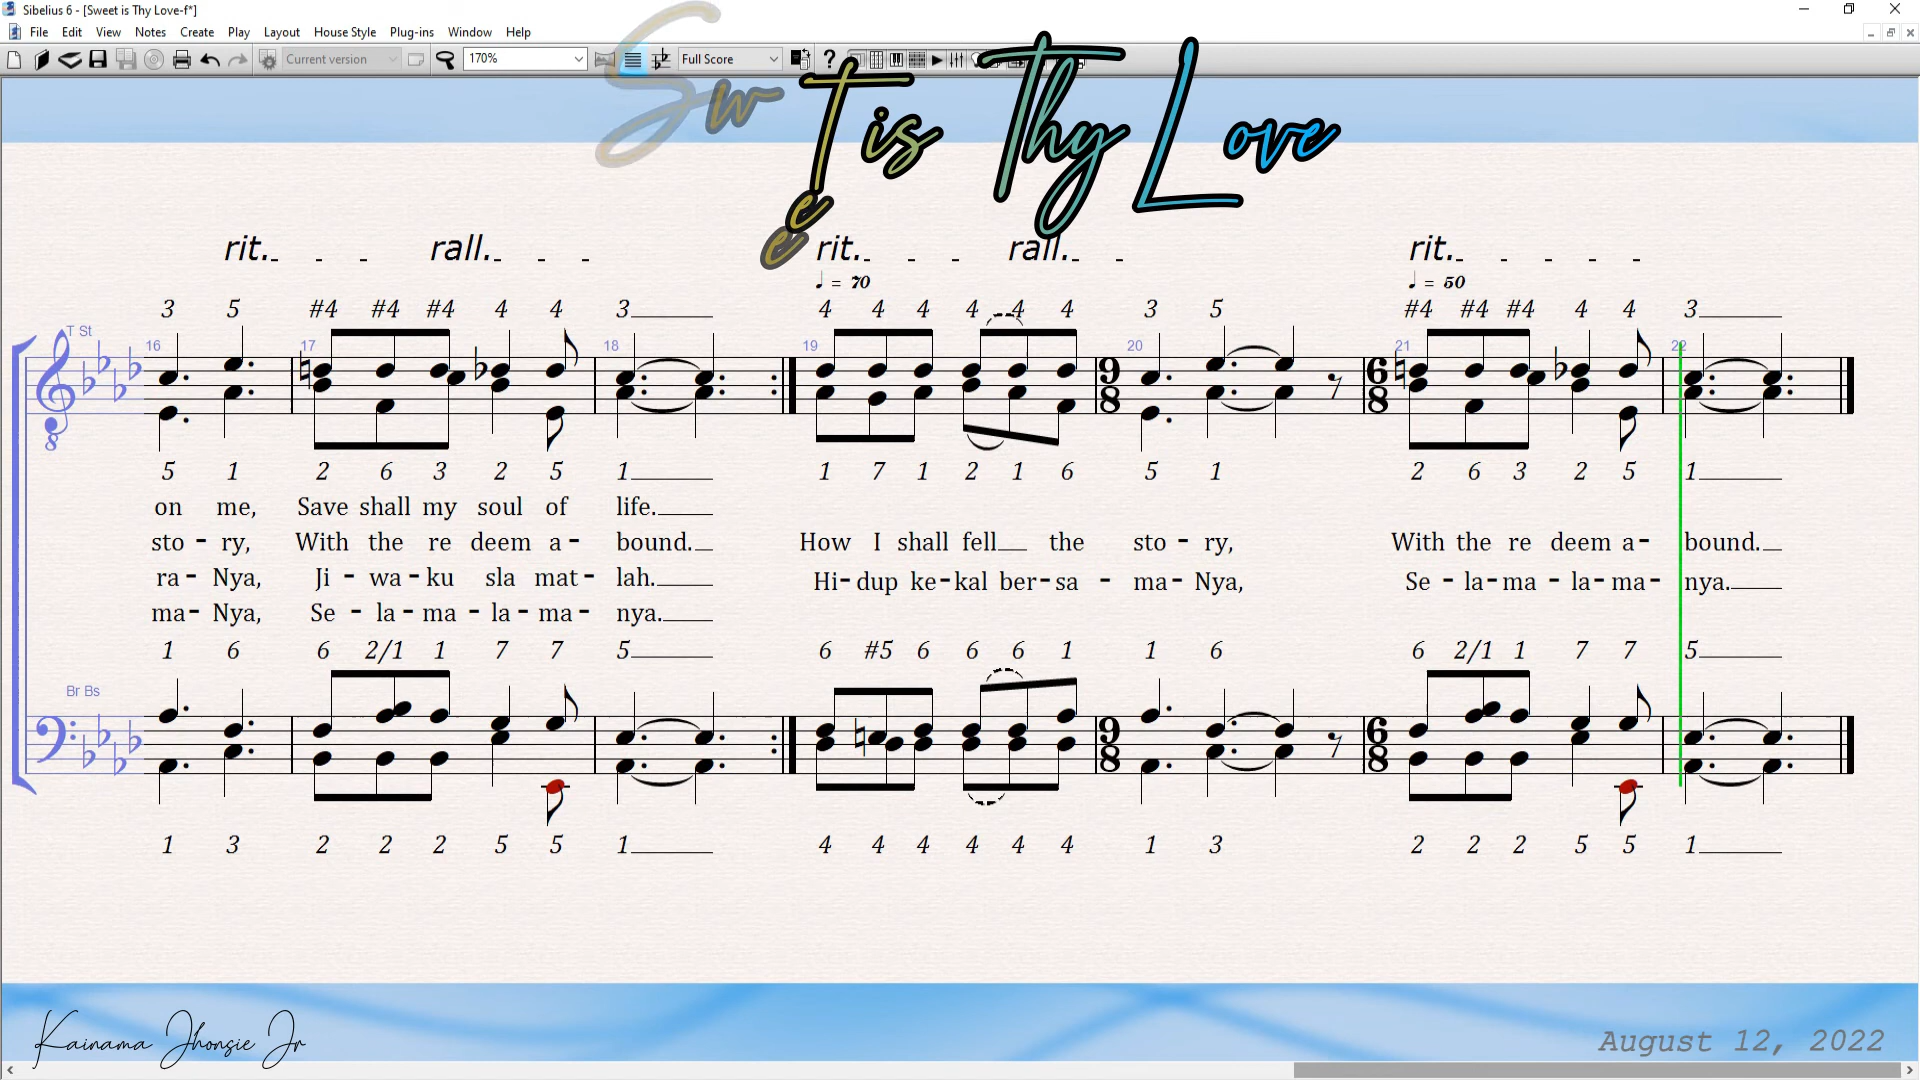 Sibelius 6 - [Sweet is Thy Love-f*]
File Edit View Notes Create Play Layout House Style Plug-ins Window Help
Current version 170% Full Score
Sweet is Thy Love
rit. rall. rit. rall. rit.
♩ = 70 ♩ = 50
3 5 #4 #4 #4 4 4 3 4 4 4 4 4 4 3 5 #4 #4 #4 4 4 3
T St
16 17 18 19 20 21 22
8 9 8 6 8
5 1 2 6 3 2 5 1 1 7 1 2 1 6 5 1 2 6 3 2 5 1
on me, Save shall my soul of life.
sto - ry, With the re deem a - bound. How I shall fell the sto - ry, With the re deem a - bound.
ra - Nya, Ji - wa - ku sla mat - lah. Hi - dup ke - kal ber - sa - ma - Nya, Se - la - ma - la - ma - nya.
ma - Nya, Se - la - ma - la - ma - nya.
1 6 6 2/1 1 7 7 5 6 #5 6 6 6 1 1 6 6 2/1 1 7 7 5
Br Bs
9 8 6 8
1 3 2 2 2 5 5 1 4 4 4 4 4 4 1 3 2 2 2 5 5 1
Kainama Jhonsie Jr
August 12, 2022